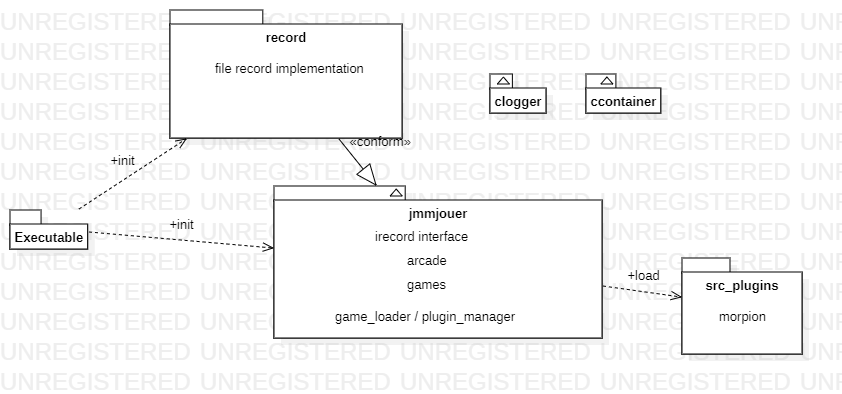 record
file record implementation
clogger
ccontainer
«conform»
+init
jmmjouer
+init
irecord interface
Executable
arcade
+load
games
src_plugins
game_loader / plugin_manager
morpion
UNREGISTERED UNREGISTERED UNREGISTERED UNREGISTERED UNR